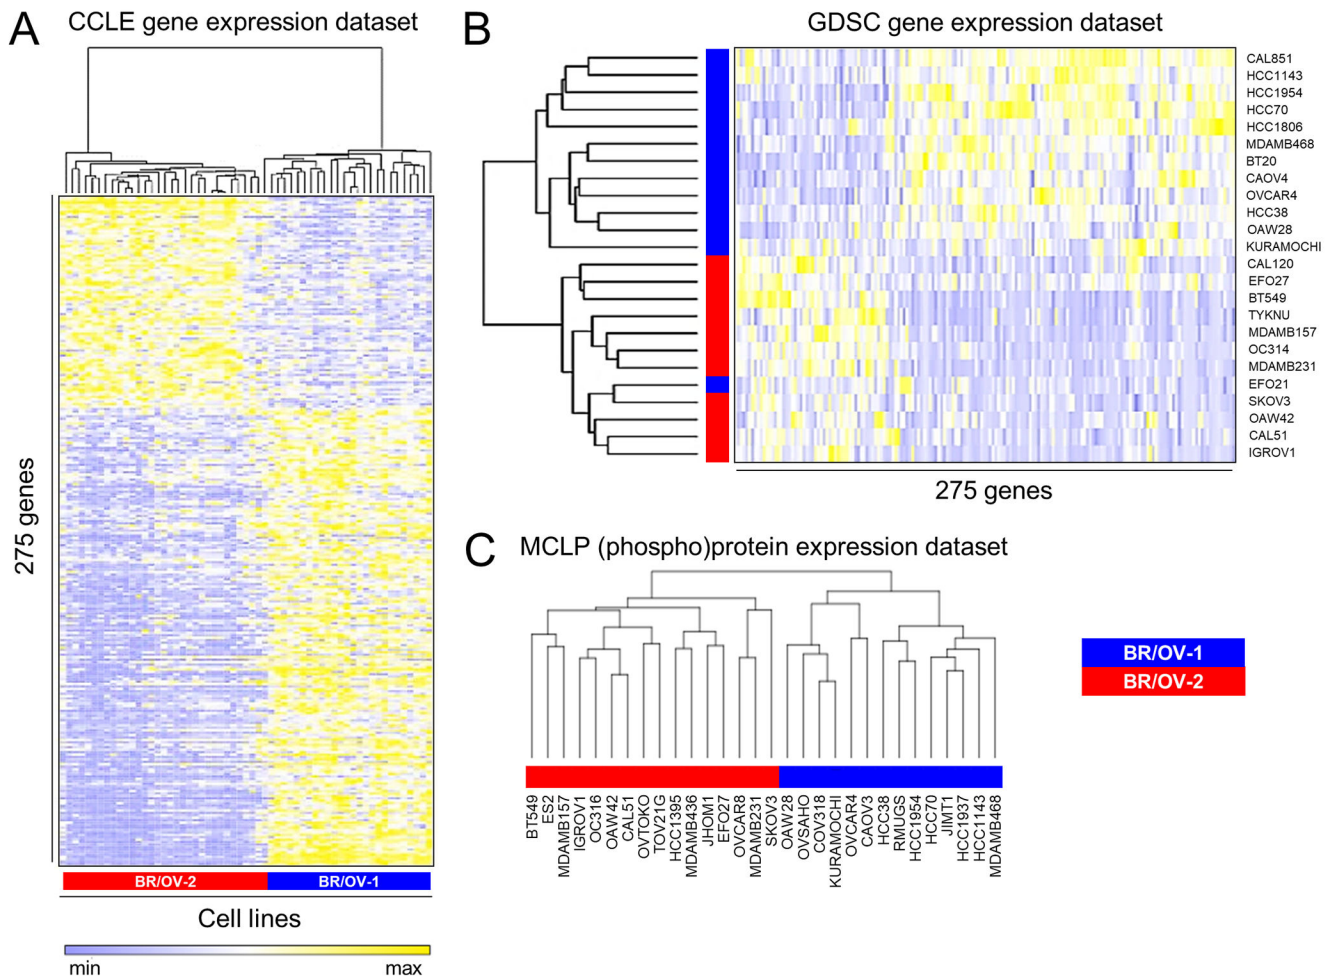 A
CCLE gene expression dataset
275 genes
BR/OV-2
BR/OV-1
Cell lines
min
max
B
GDSC gene expression dataset
CAL851
HCC1143
HCC1954
HCC70
HCC1806
MDAMB468
BT20
CAOV4
OVCAR4
HCC38
OAW28
KURAMOCHI
CAL120
EFO27
BT549
TYKNU
MDAMB157
OC314
MDAMB231
EFO21
SKOV3
OAW42
CAL51
IGROV1
275 genes
C
MCLP (phospho)protein expression dataset
BT549
ES2
MDAMB157
IGROV1
OC316
OAW42
CAL51
OVTOKO
TOV21G
HCC1395
MDAMB436
JHOM1
EFO27
OVCAR8
MDAMB231
SKOV3
OAW28
OVSAHO
COV318
KURAMOCHI
OVCAR4
CAOV3
HCC38
RMUGS
HCC1954
HCC70
JIMT1
HCC1937
HCC1143
MDAMB468
BR/OV-1
BR/OV-2